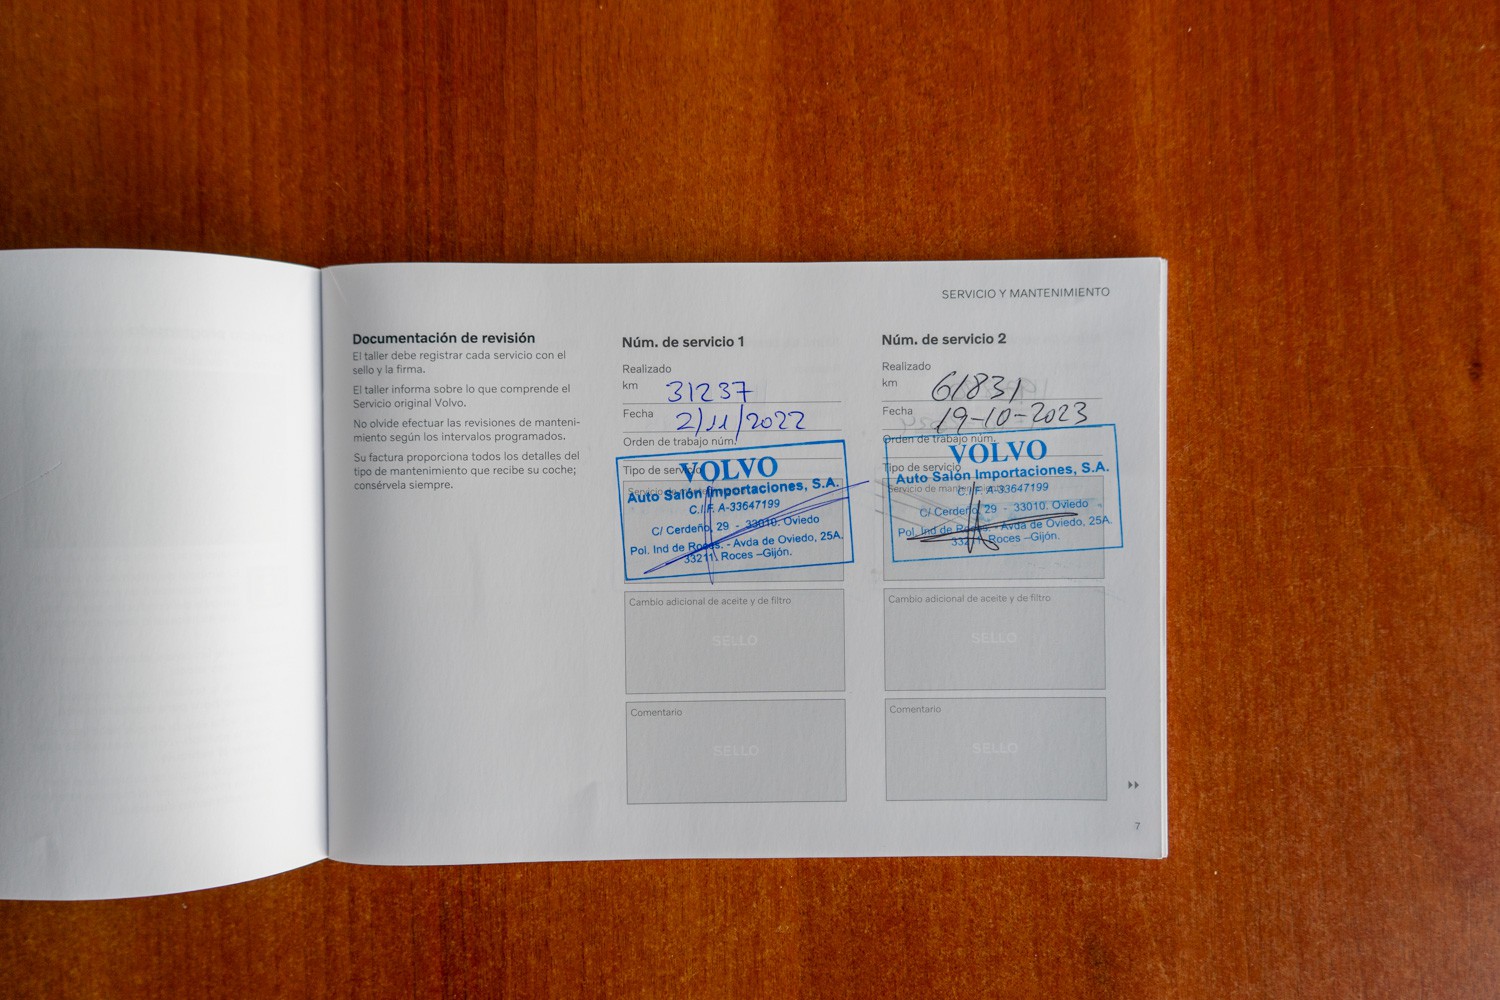 SERVICIO Y MANTENIMIENTO
Documentación de revisión
El taller debe registrar cada servicio con el
sello y la firma.
El taller informa sobre lo que comprende el
Servicio original Volvo.
No olvide efectuar las revisiones de manteni-
miento según los intervalos programados.
Su factura proporciona todos los detalles del
tipo de mantenimiento que recibe su coche;
consérvela siempre.
Núm. de servicio 1
Realizado
km 31237
Fecha 2/11/2022
Orden de trabajo núm.
Tipo de servicio
VOLVO
Auto Salón Importaciones, S.A.
C.I.F. A-33647199
C/ Cerdeño, 29 - 33010. Oviedo
Pol. Ind de Roces. - Avda de Oviedo, 25A.
33211. Roces –Gijón.
Cambio adicional de aceite y de filtro
SELLO
Comentario
SELLO
Núm. de servicio 2
Realizado
km 61831
Fecha 19-10-2023
Orden de trabajo núm.
Tipo de servicio
Servicio de
VOLVO
Auto Salón Importaciones, S.A.
C.I.F. A-33647199
C/ Cerdeño, 29 - 33010. Oviedo
Pol. Ind de Roces. - Avda de Oviedo, 25A.
33211. Roces –Gijón.
Cambio adicional de aceite y de filtro
SELLO
Comentario
SELLO
7